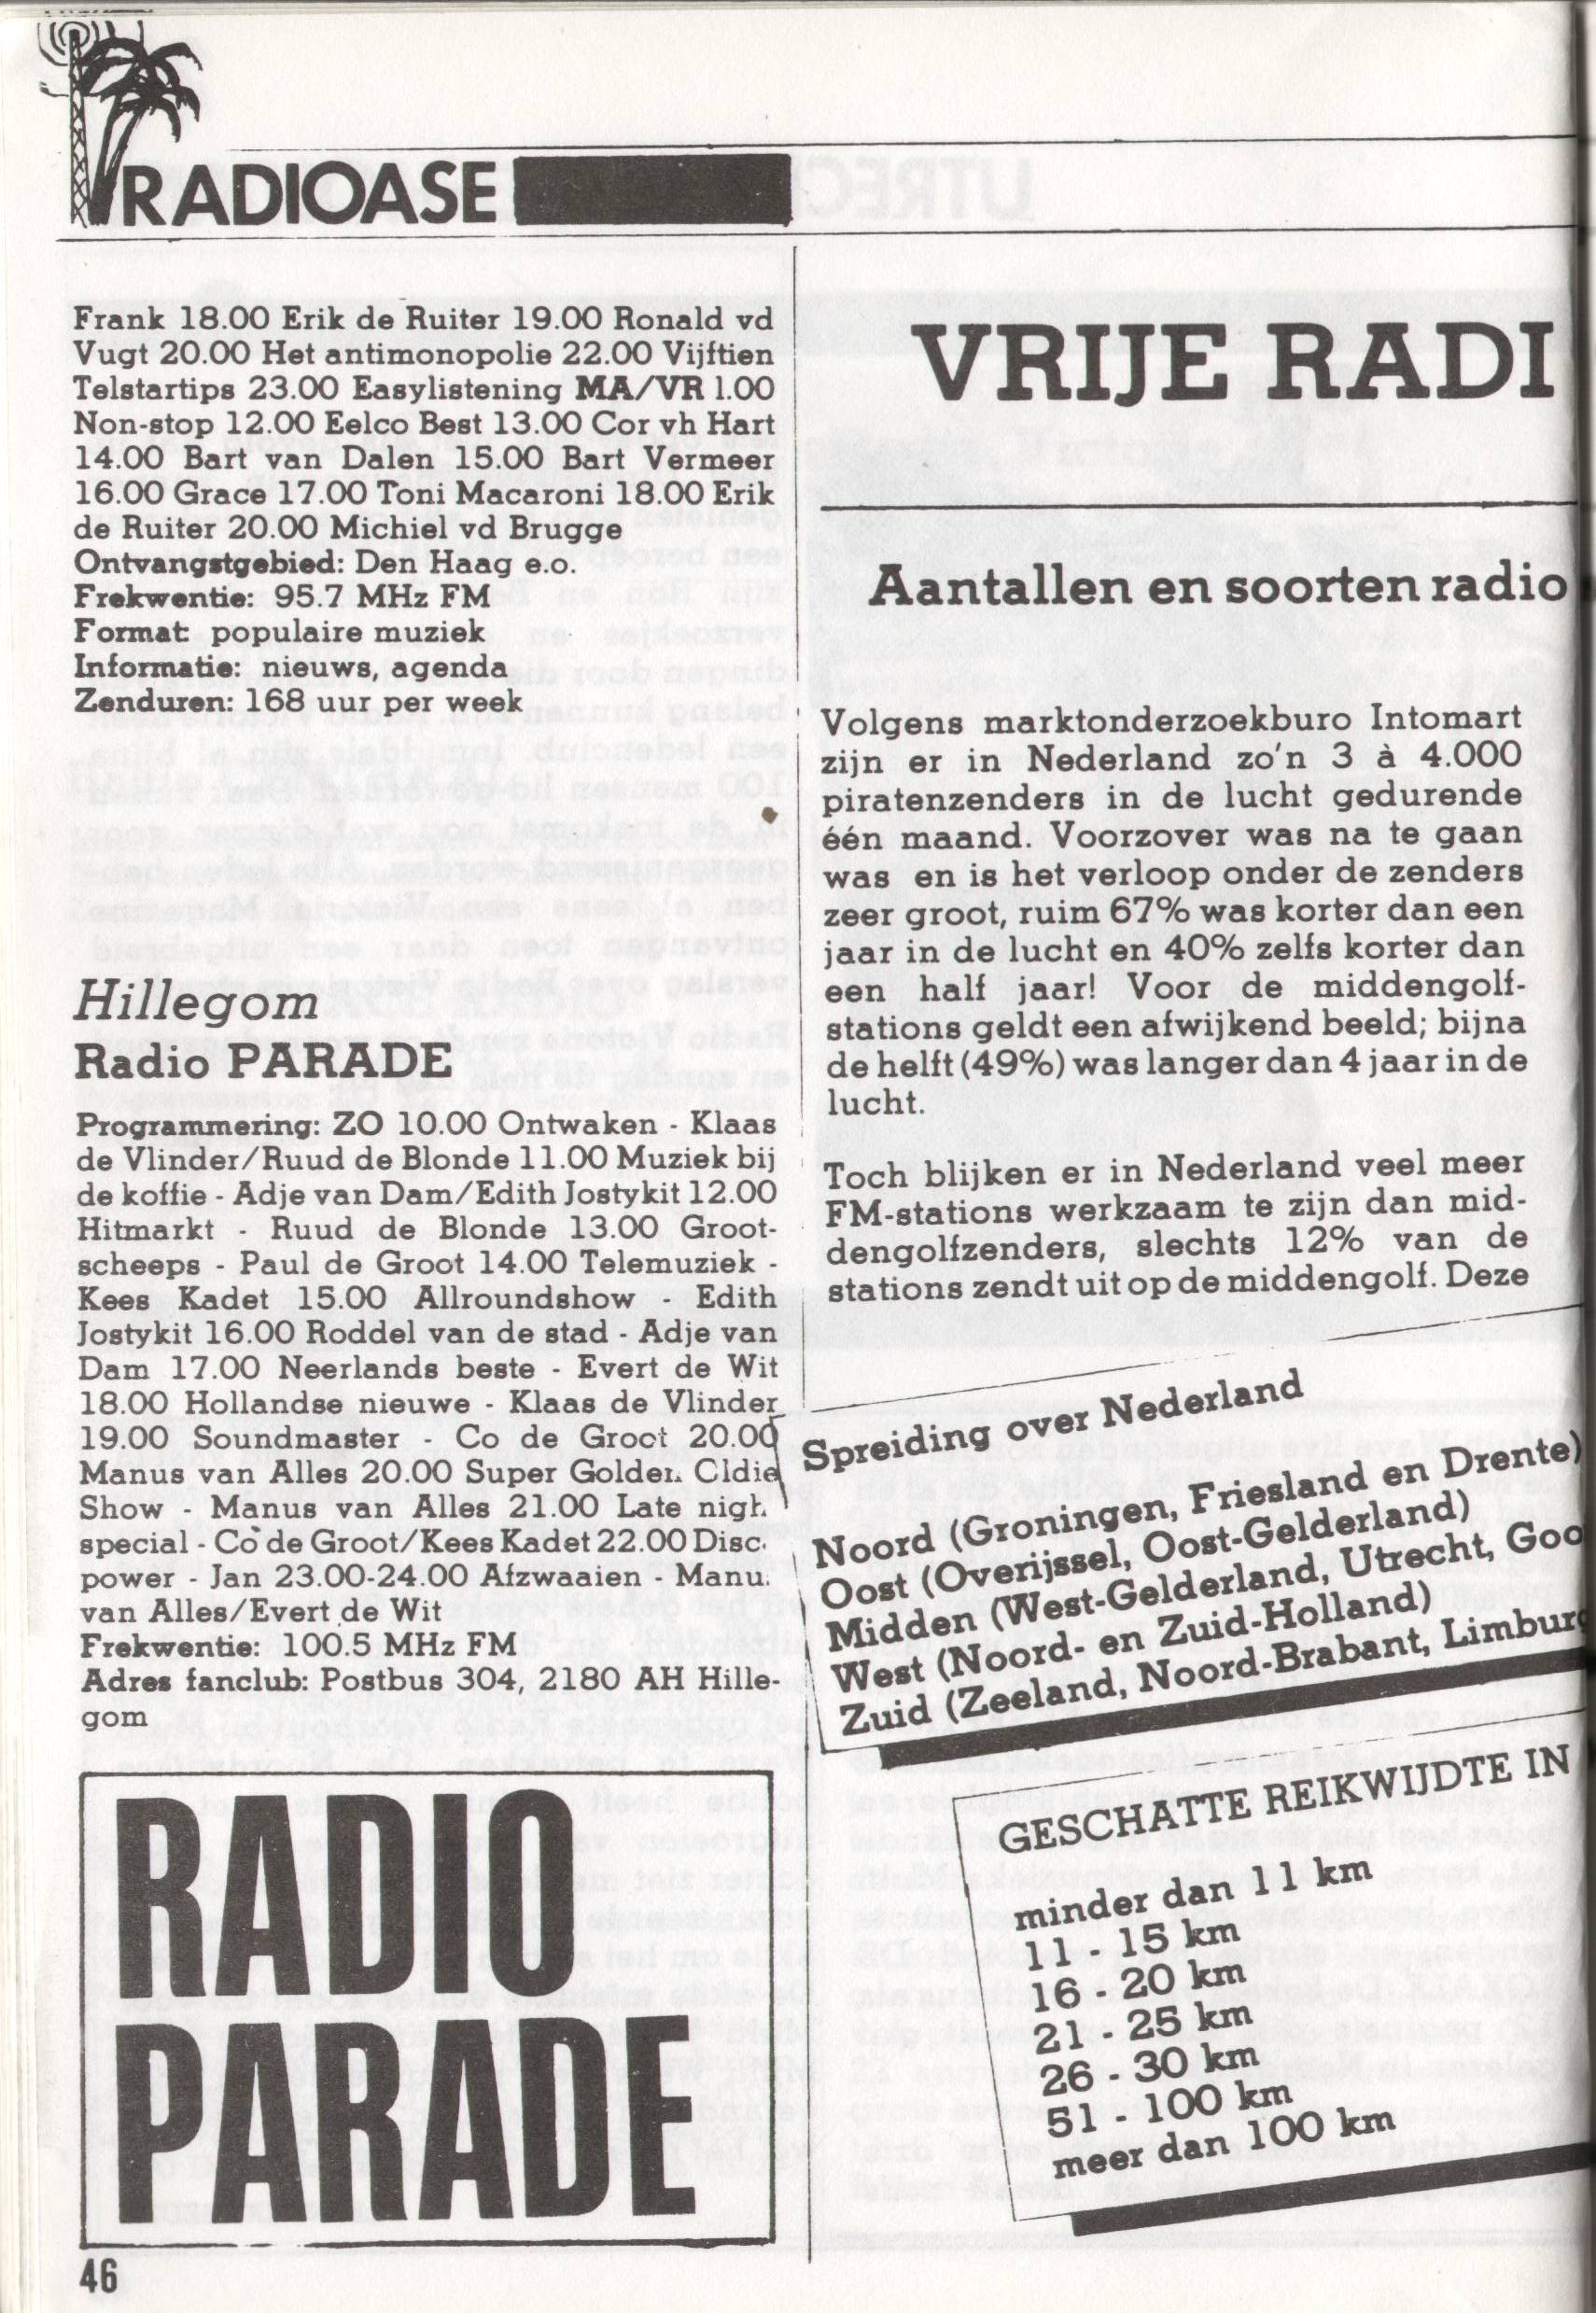 RADIOASE
Frank 18.00 Erik de Ruiter 19.00 Ronald vd
Vugt 20.00 Het antimonopolie 22.00 Vijftien
Telstartips 23.00 Easylistening MA/VR 1.00
Non-stop 12.00 Eelco Best 13.00 Cor vh Hart
14.00 Bart van Dalen 15.00 Bart Vermeer
16.00 Grace 17.00 Toni Macaroni 18.00 Erik
de Ruiter 20.00 Michiel vd Brugge
Ontvangstgebied: Den Haag e.o.
Frekwentie: 95.7 MHz FM
Format: populaire muziek
Informatie: nieuws, agenda
Zenduren: 168 uur per week
Hillegom
Radio PARADE
Programmering: ZO 10.00 Ontwaken - Klaas
de Vlinder/Ruud de Blonde 11.00 Muziek bij
de koffie - Adje van Dam/Edith Jostykit 12.00
Hitmarkt - Ruud de Blonde 13.00 Groot-
scheeps - Paul de Groot 14.00 Telemuziek -
Kees Kadet 15.00 Allroundshow - Edith
Jostykit 16.00 Roddel van de stad - Adje van
Dam 17.00 Neerlands beste - Evert de Wit
18.00 Hollandse nieuwe - Klaas de Vlinder
19.00 Soundmaster - Co de Groot 20.00
Manus van Alles 20.00 Super Golden Oldie
Show - Manus van Alles 21.00 Late nigh
special - Co de Groot/Kees Kadet 22.00 Disc
power - Jan 23.00-24.00 Afzwaaien - Manu
van Alles/Evert de Wit
Frekwentie: 100.5 MHz FM
Adres fanclub: Postbus 304, 2180 AH Hille-
gom
RADIO
PARADE
46
VRIJE RADI
Aantallen en soorten radio
Volgens marktonderzoekburo Intomart
zijn er in Nederland zo'n 3 à 4.000
piratenzenders in de lucht gedurende
één maand. Voorzover was na te gaan
was en is het verloop onder de zenders
zeer groot, ruim 67% was korter dan een
jaar in de lucht en 40% zelfs korter dan
een half jaar! Voor de middengolf-
stations geldt een afwijkend beeld; bijna
de helft (49%) was langer dan 4 jaar in de
lucht.
Toch blijken er in Nederland veel meer
FM-stations werkzaam te zijn dan mid-
dengolfzenders, slechts 12% van de
stations zendt uit op de middengolf. Deze
Spreiding over Nederland
Noord (Groningen, Friesland en Drente)
Oost (Overijssel, Oost-Gelderland)
Midden (West-Gelderland, Utrecht, Goo
West (Noord- en Zuid-Holland)
Zuid (Zeeland, Noord-Brabant, Limburg
GESCHATTE REIKWIJDTE IN
minder dan 11 km
11 - 15 km
16 - 20 km
21 - 25 km
26 - 30 km
51 - 100 km
meer dan 100 km